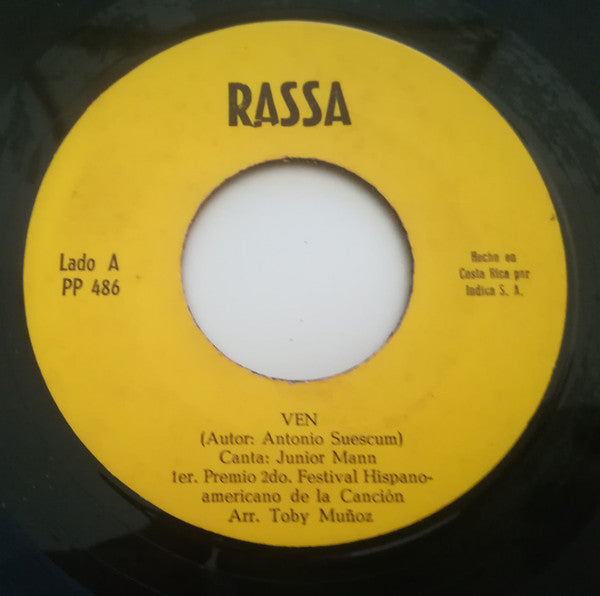 RASSA
Lado A
PP 486
Hecho en
Costa Rica por
Indica S. A.
VEN
(Autor: Antonio Suescum)
Canta: Junior Mann
1er. Premio 2do. Festival Hispano-
americano de la Canción
Arr. Toby Muñoz